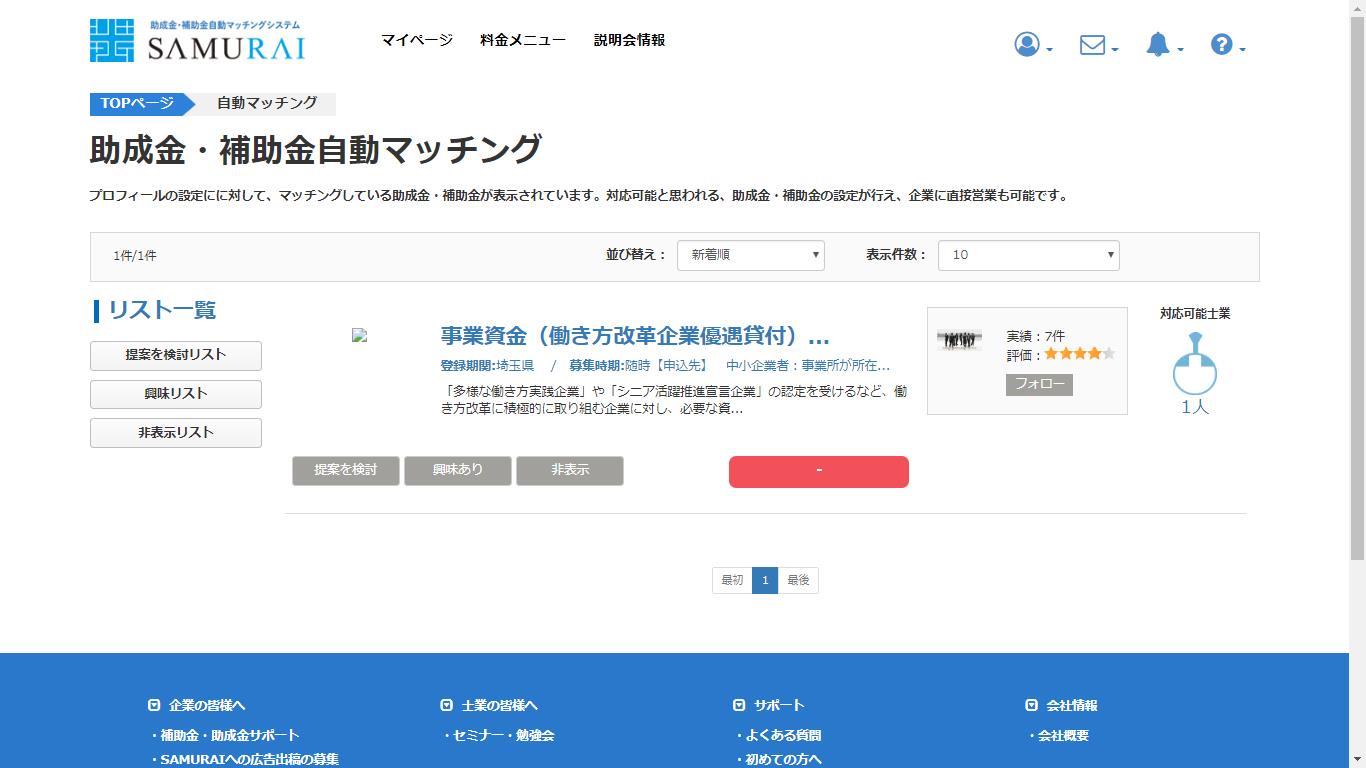 助成金・補助金自動マッチングシステム
SAMURAI
マイページ 料金メニュー 説明会情報
TOPページ 自動マッチング
助成金・補助金自動マッチング
プロフィールの設定にに対して、マッチングしている助成金・補助金が表示されています。対応可能と思われる、助成金・補助金の設定が行え、企業に直接営業も可能です。
1件/1件 並び替え： 新着順 表示件数： 10
リスト一覧
提案を検討リスト
興味リスト
非表示リスト
事業資金（働き方改革企業優遇貸付）...
登録期間:埼玉県 / 募集時期:随時【申込先】 中小企業者：事業所が所在...
「多様な働き方実践企業」や「シニア活躍推進宣言企業」の認定を受けるなど、働
き方改革に積極的に取り組む企業に対し、必要な資...
実績：7件
評価：
フォロー
対応可能士業
1人
提案を検討 興味あり 非表示 -
最初 1 最後
企業の皆様へ 士業の皆様へ サポート 会社情報
・補助金・助成金サポート ・セミナー・勉強会 ・よくある質問 ・会社概要
・SAMURAIへの広告出稿の募集 ・初めての方へ